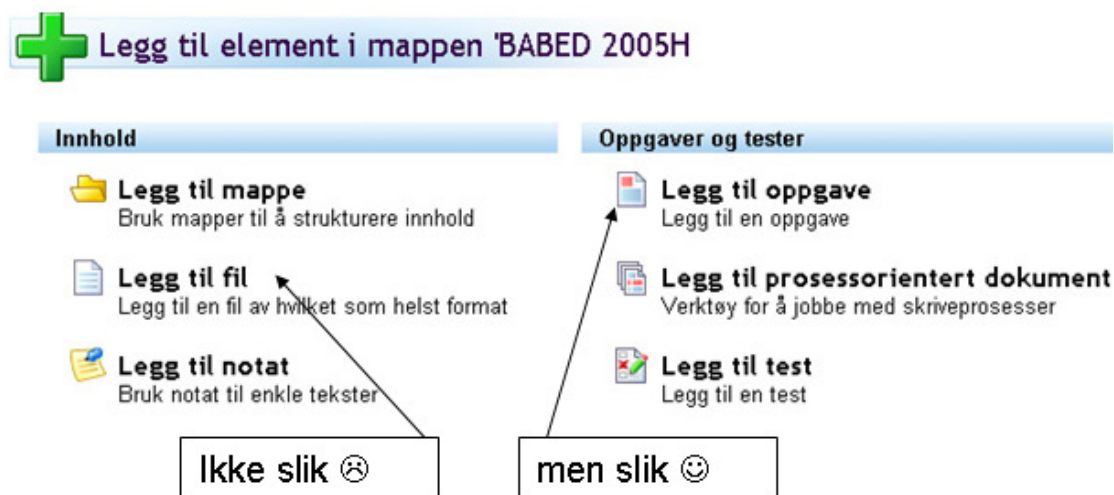 Legg til element i mappen 'BABED 2005H
Innhold
Legg til mappe
Bruk mapper til å strukturere innhold
Legg til fil
Legg til en fil av hvilket som helst format
Legg til notat
Bruk notat til enkle tekster
Ikke slik ☹
Oppgaver og tester
Legg til oppgave
Legg til en oppgave
Legg til prosessorientert dokument
Verktøy for å jobbe med skriveprosesser
Legg til test
Legg til en test
men slik ☺